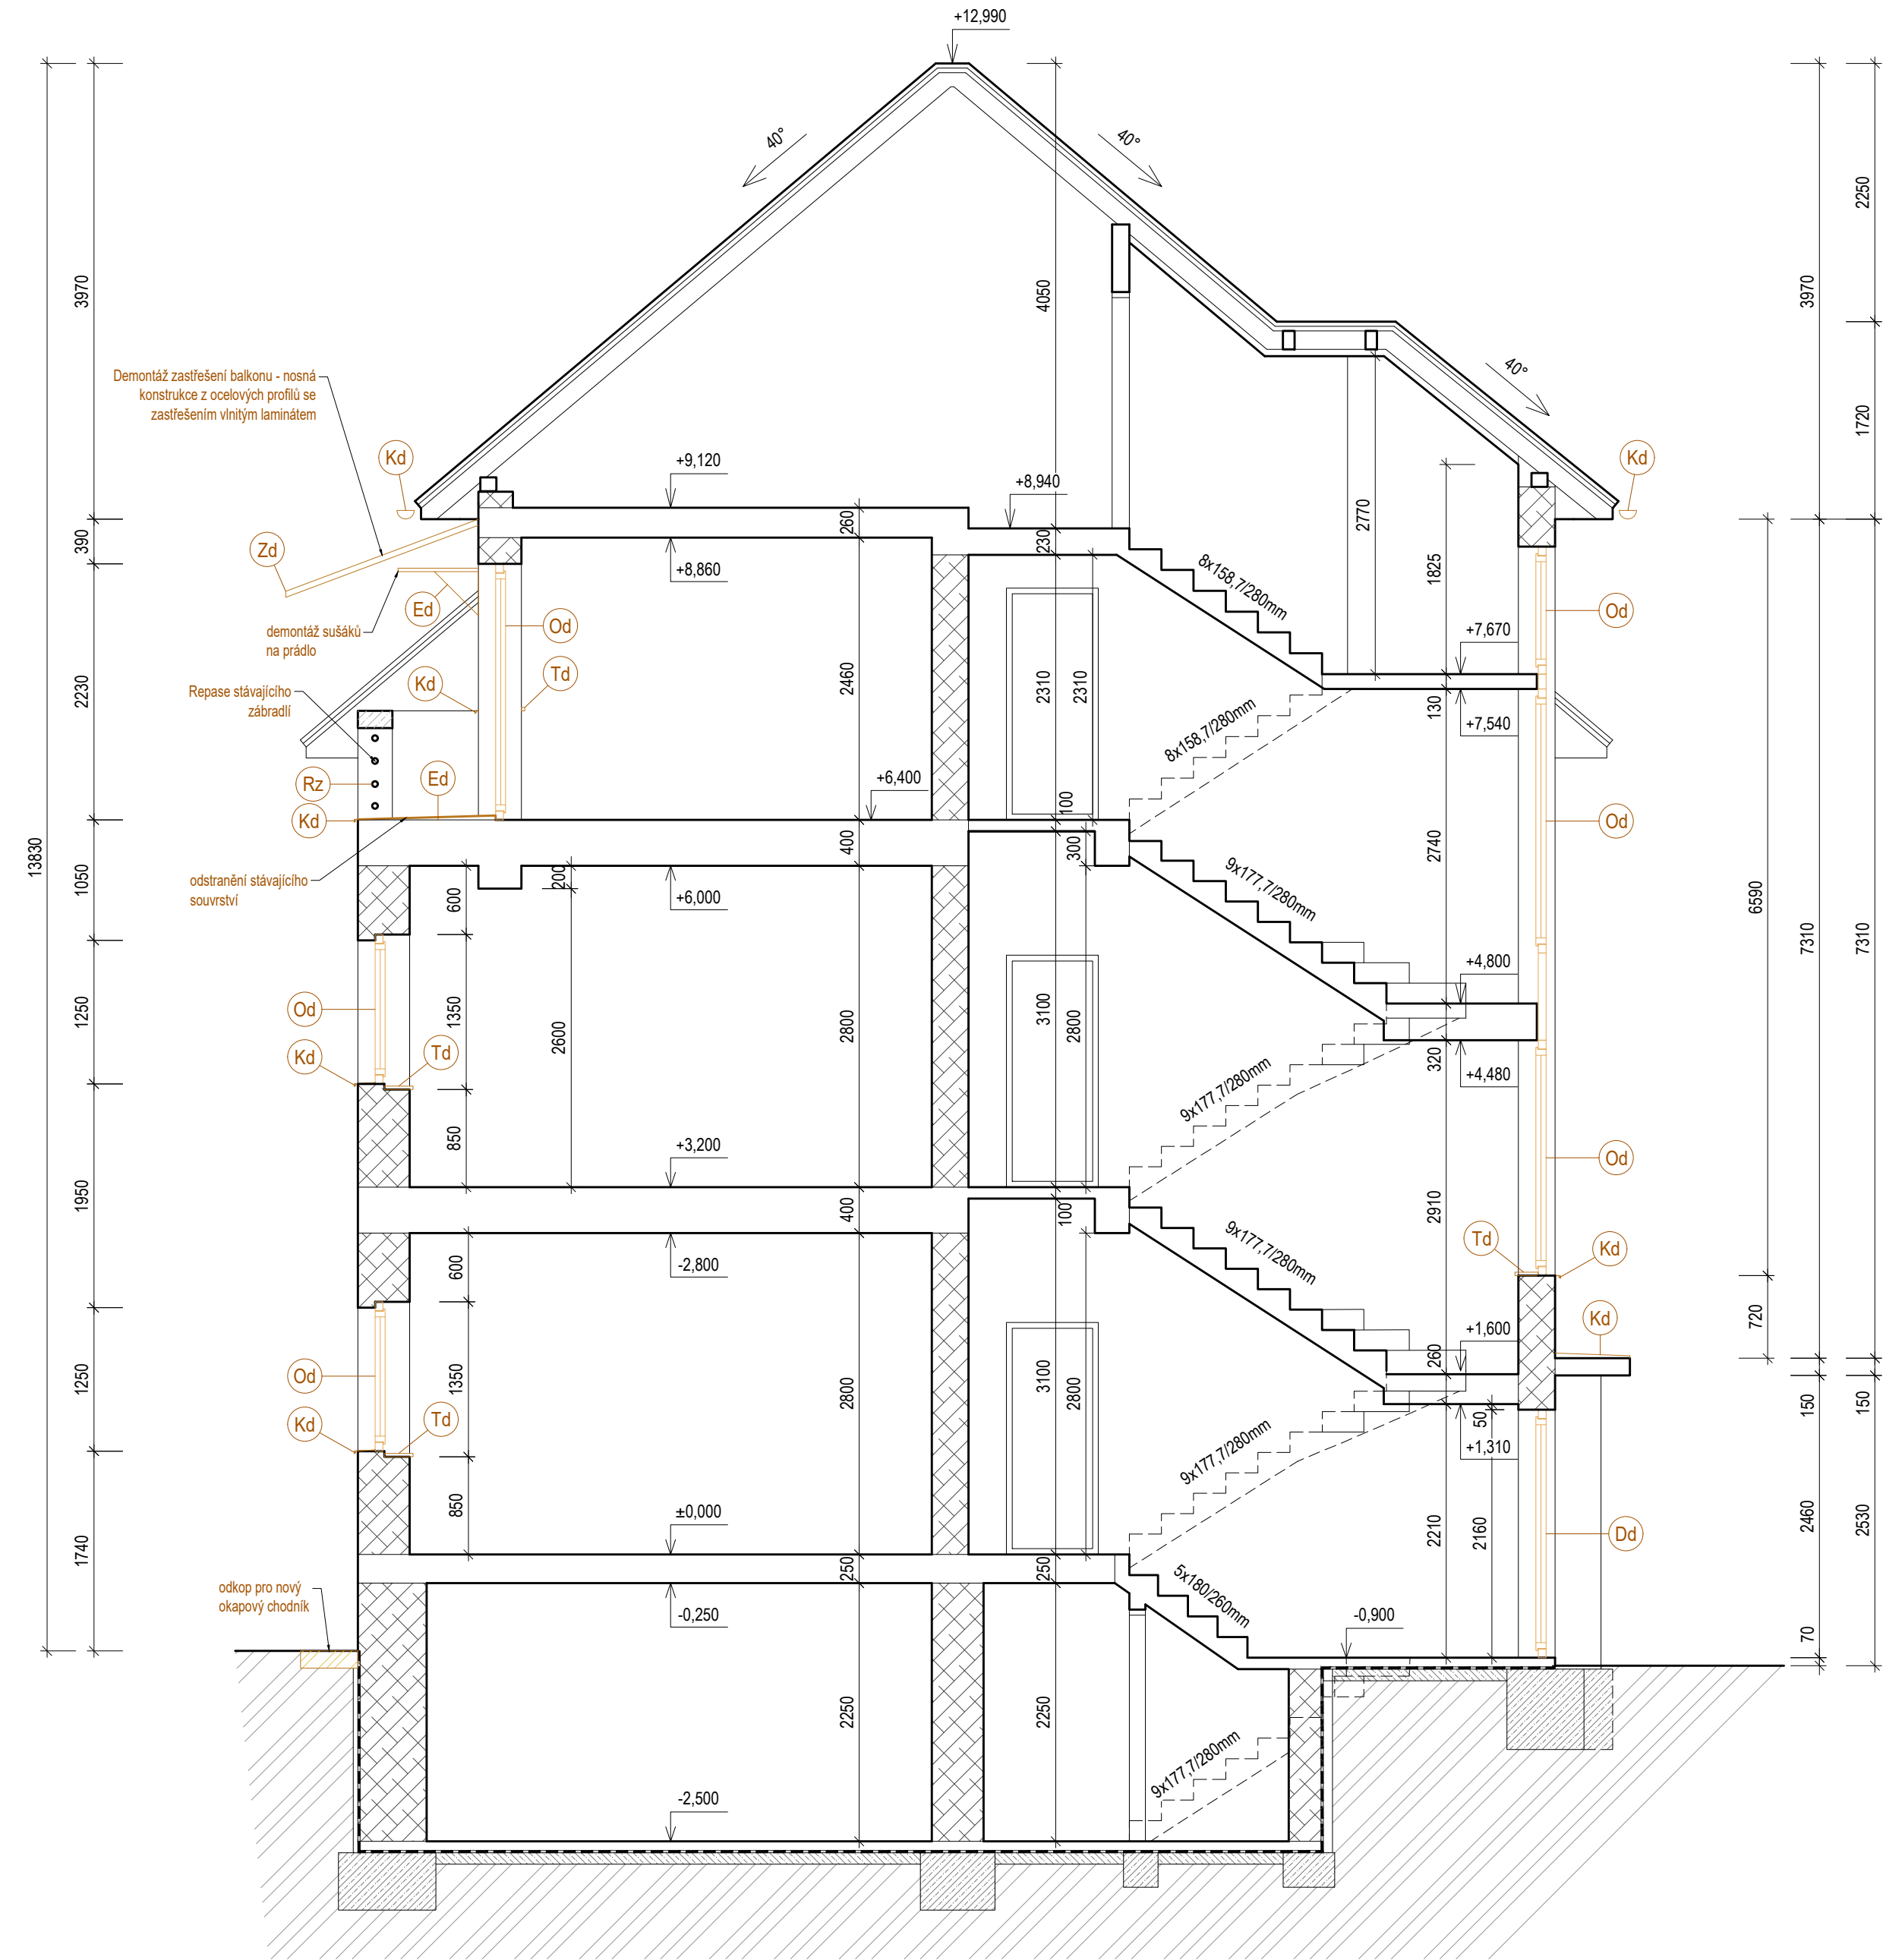 +12,990
40°
40°
2250
3970
4050
3970
Demontáž zastřešení balkonu - nosná
konstrukce z ocelových profilů se
zastřešením vlnitým laminátem
40°
1720
Kd
Kd
+9,120
+8,940
2770
390
260
230
Zd
+8,860
1825
8x158,7/280mm
Ed
Od
Od
demontáž sušáků
na prádlo
+7,670
Td
Kd
2230
2460
2310
2310
Repase stávajícího
zábradlí
130
+7,540
8x158,7/280mm
Rz
Ed
+6,400
100
Kd
Od
13830
400
300
2740
1050
odstranění stávajícího
souvrství
200
600
+6,000
9x177,7/280mm
6590
7310
7310
+4,800
Od
1250
1350
2600
2800
3100
2800
320
Kd
Td
+4,480
9x177,7/280mm
850
+3,200
Od
1950
400
100
2910
600
-2,800
9x177,7/280mm
Td
Kd
720
Kd
+1,600
260
Od
1250
1350
2800
3100
2800
150
150
Kd
Td
50
+1,310
9x177,7/280mm
850
±0,000
2210
2160
Dd
2460
2530
1740
250
250
5x180/260mm
odkop pro nový
okapový chodník
-0,250
-0,900
70
2250
2250
9x177,7/280mm
-2,500